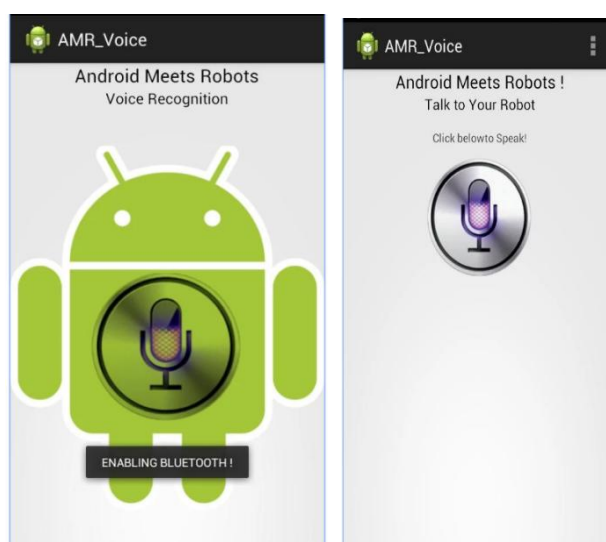 AMR_Voice
Android Meets Robots
Voice Recognition
ENABLING BLUETOOTH !
AMR_Voice
Android Meets Robots !
Talk to Your Robot
Click belowto Speak!